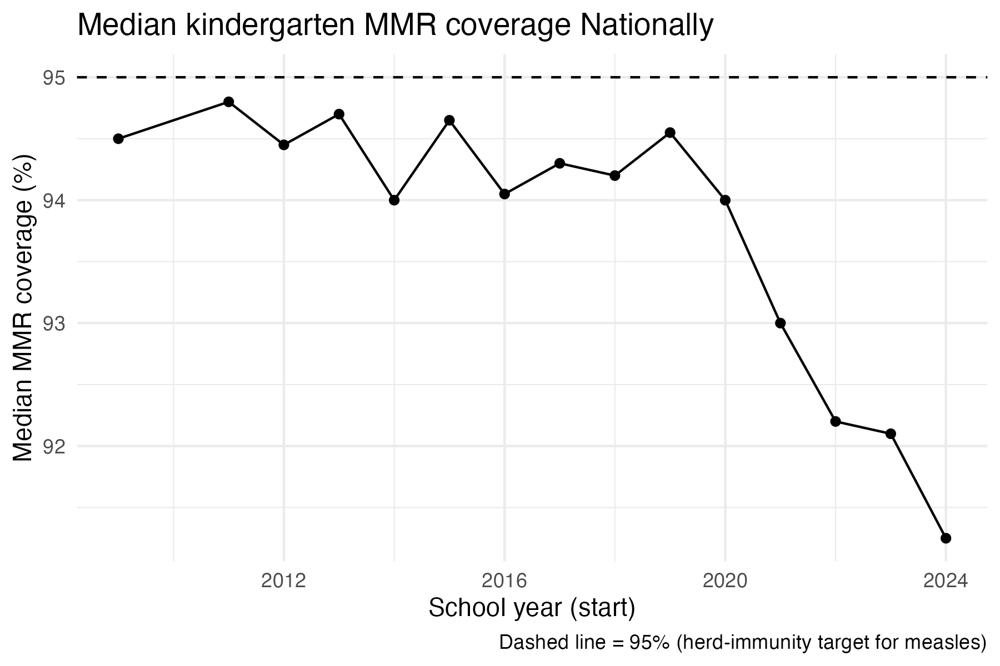 Median kindergarten MMR coverage Nationally
Median MMR coverage (%)
95
94
93
92
2012
2016
2020
2024
School year (start)
Dashed line = 95% (herd-immunity target for measles)